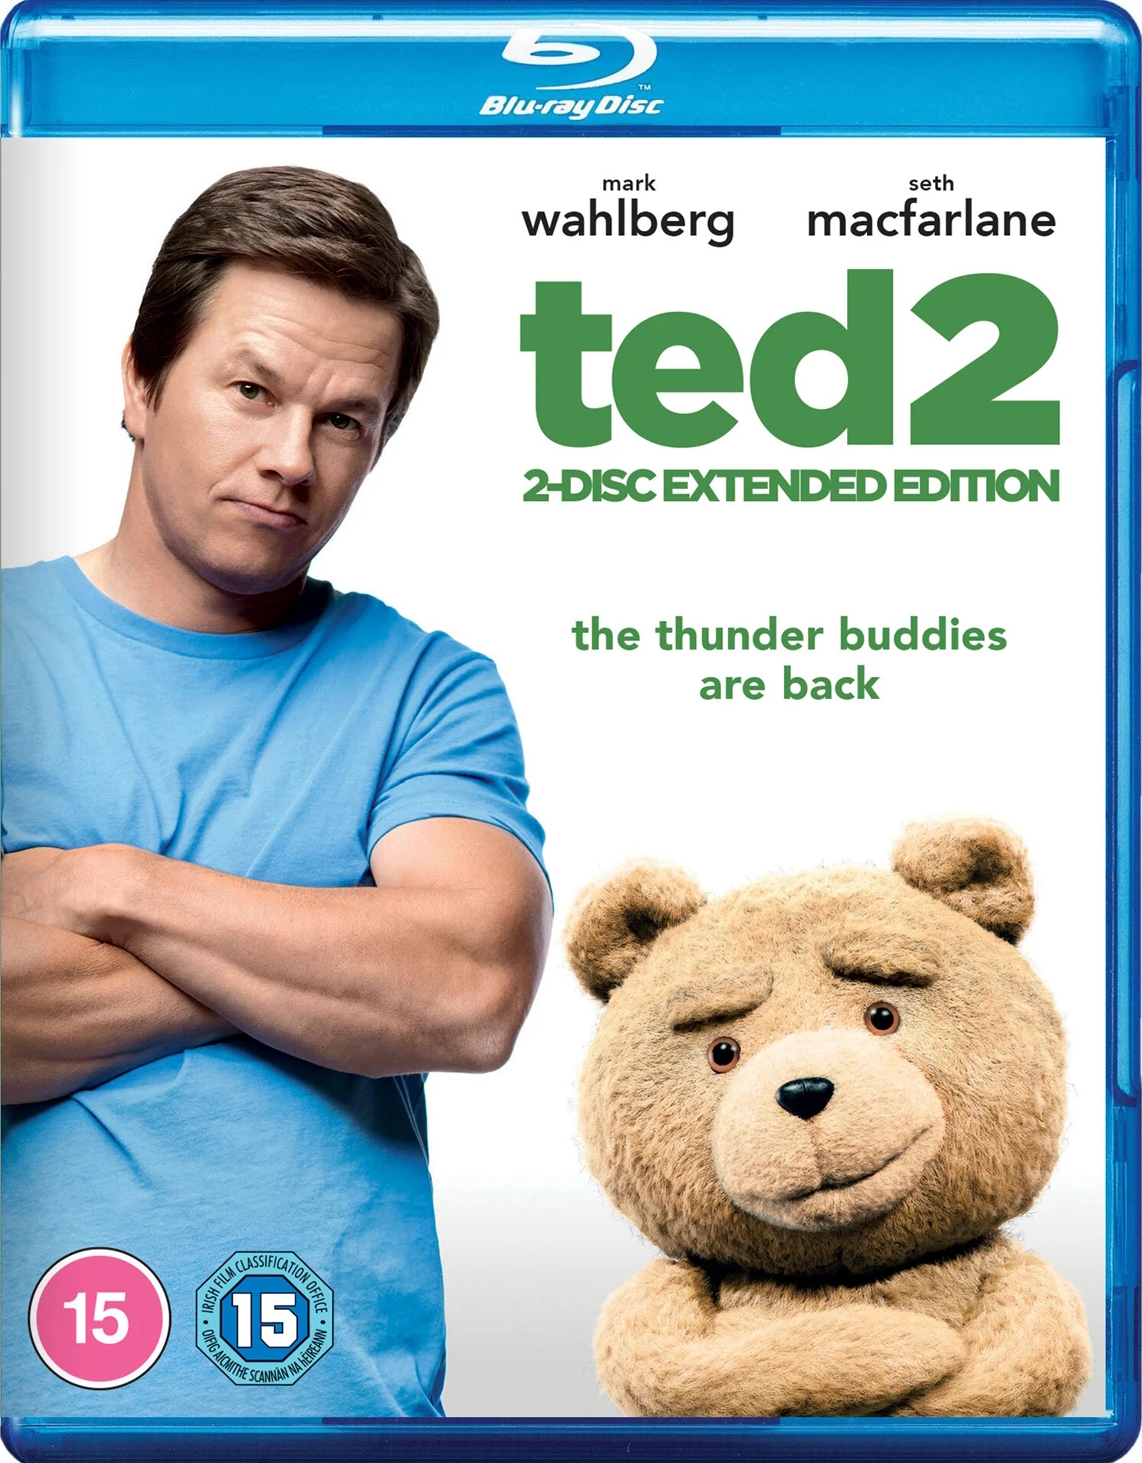 Blu-ray Disc™
mark
wahlberg
seth
macfarlane
ted2
2-DISC EXTENDED EDITION
the thunder buddies
are back
15
IRISH FILM CLASSIFICATION OFFICE
15
OIFIG AICMITHE SCANNÁN NA hÉIREANN